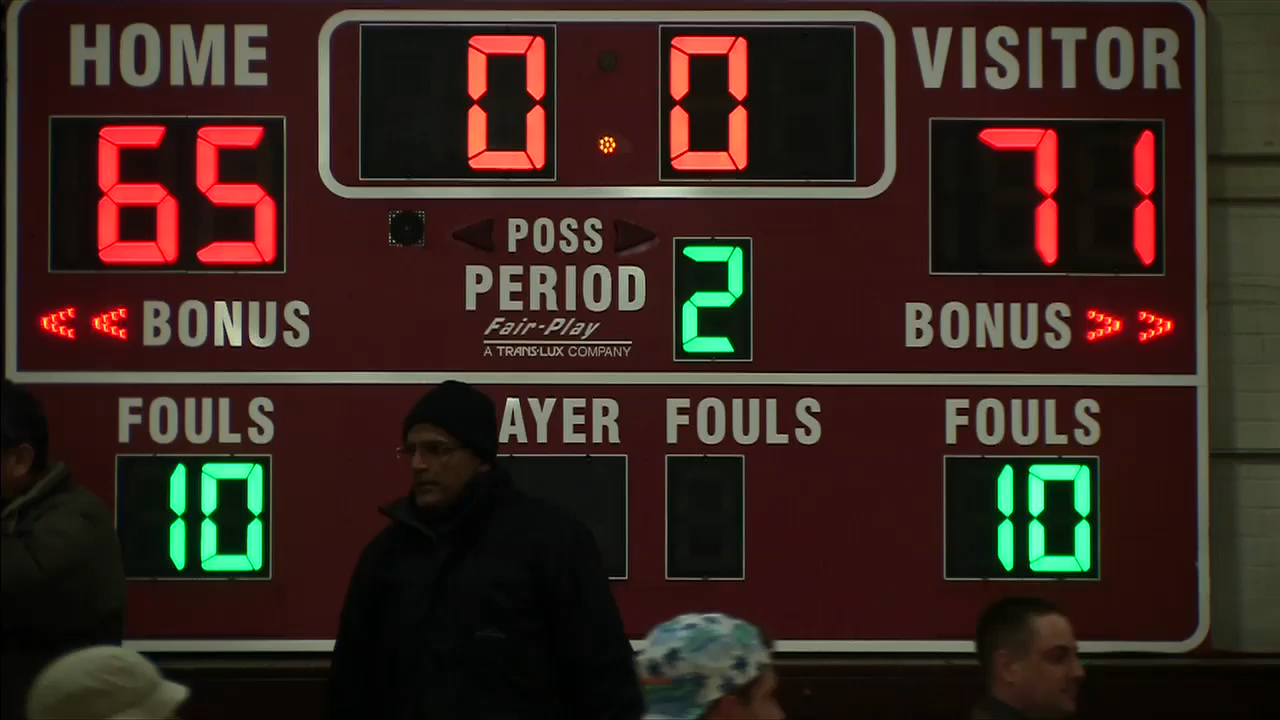 HOME
0 0
VISITOR
65
71
POSS
PERIOD
2
Fair-Play
A TRANS-LUX COMPANY
<< BONUS
BONUS >>
FOULS
AYER
FOULS
FOULS
10
10